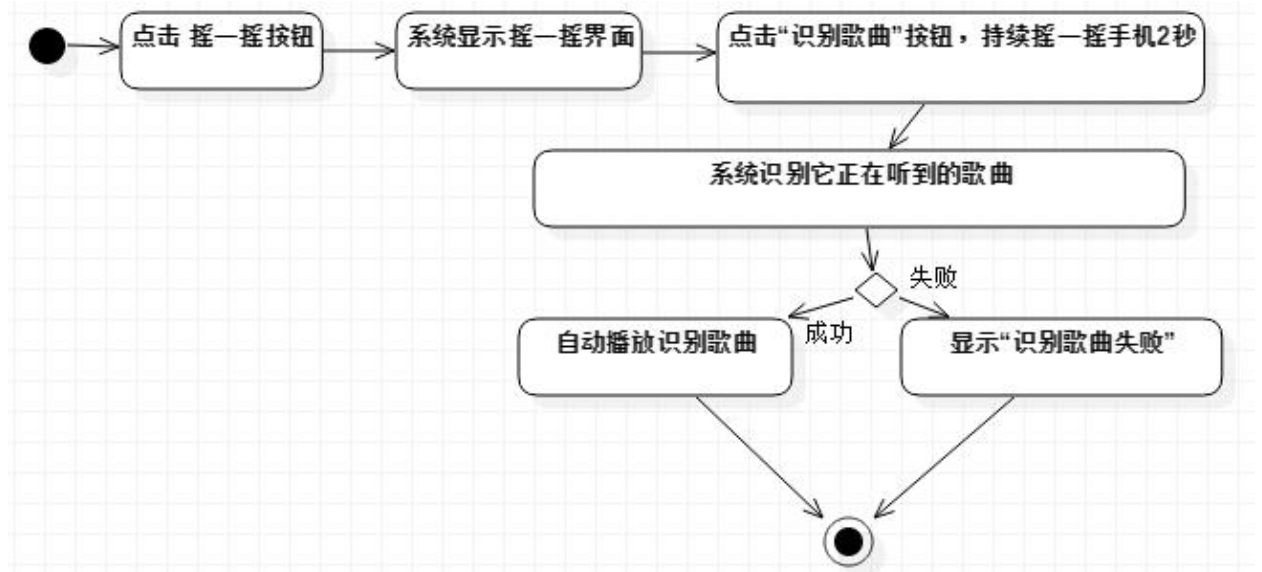 点击 摇一摇按钮
系统显示摇一摇界面
点击“识别歌曲”按钮，持续摇一摇手机2秒
系统识别它正在听到的歌曲
失败
成功
自动播放识别歌曲
显示“识别歌曲失败”